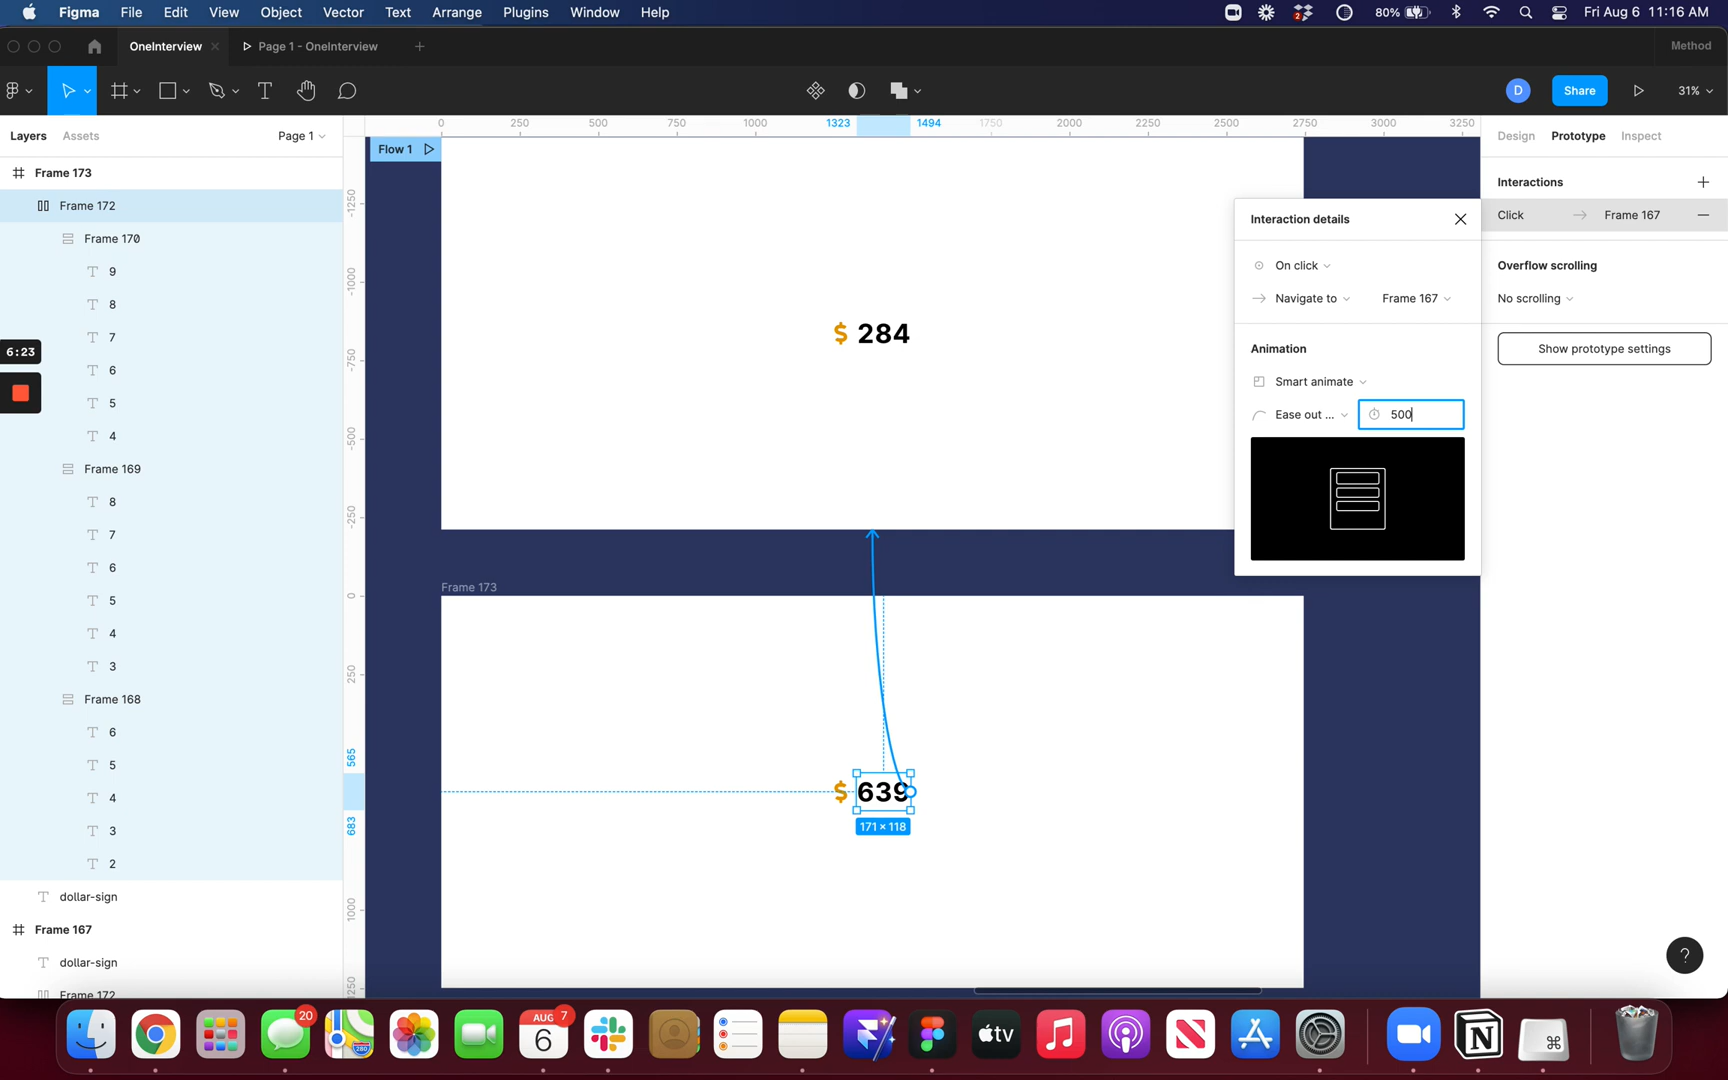 Figma File Edit View Object Vector Text Arrange Plugins Window Help 2 80% Fri Aug 6 11:16 AM
OneInterview Page 1 - OneInterview Method
D Share 31%
Layers Assets Page 1
0 250 500 750 1000 1323 1494 1750 2000 2250 2500 2750 3000 3250
Design Prototype Inspect
Flow 1
Frame 173
Frame 172
Frame 170
9
8
7
6
5
4
Frame 169
8
7
6
5
4
3
Frame 168
6
5
4
3
2
dollar-sign
Frame 167
dollar-sign
Frame 172
6:23
-1250
-1000
-750
-500
-250
0
250
565
683
1000
1250
$ 284
Frame 173
$ 639
171 × 118
Interaction details
On click
Navigate to Frame 167
Animation
Smart animate
Ease out ... 500
Interactions
Click Frame 167
Overflow scrolling
No scrolling
Show prototype settings
?
20
280
AUG 7
6
tv
N
⌘